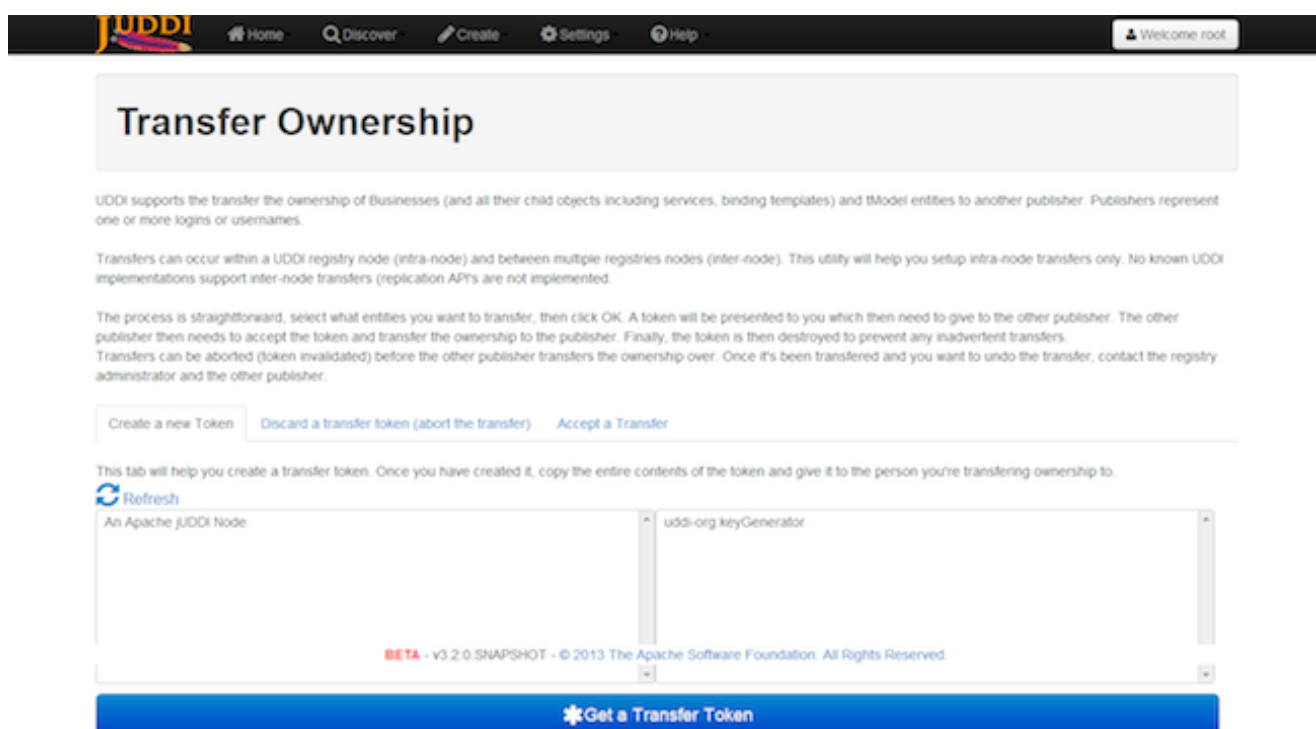 jUDDI
Home Discover Create Settings Help Welcome root
Transfer Ownership
UDDI supports the transfer the ownership of Businesses (and all their child objects including services, binding templates) and tModel entities to another publisher. Publishers represent
one or more logins or usernames.
Transfers can occur within a UDDI registry node (intra-node) and between multiple registries nodes (inter-node). This utility will help you setup intra-node transfers only. No known UDDI
implementations support inter-node transfers (replication API's are not implemented.
The process is straightforward, select what entities you want to transfer, then click OK. A token will be presented to you which then need to give to the other publisher. The other
publisher then needs to accept the token and transfer the ownership to the publisher. Finally, the token is then destroyed to prevent any inadvertent transfers.
Transfers can be aborted (token invalidated) before the other publisher transfers the ownership over. Once it's been transfered and you want to undo the transfer, contact the registry
administrator and the other publisher.
Create a new Token Discard a transfer token (abort the transfer) Accept a Transfer
This tab will help you create a transfer token. Once you have created it, copy the entire contents of the token and give it to the person you're transfering ownership to.
Refresh
An Apache jUDDI Node uddi-org:keyGenerator
BETA - v3.2.0.SNAPSHOT - © 2013 The Apache Software Foundation. All Rights Reserved.
Get a Transfer Token